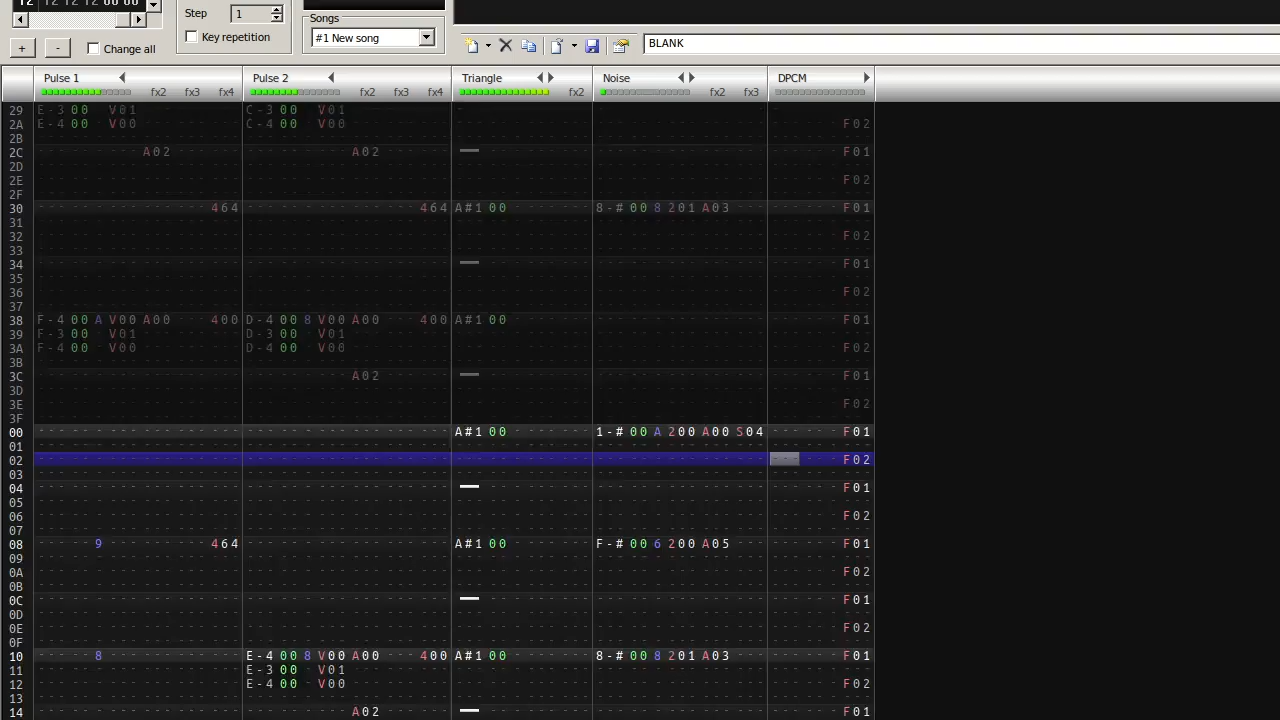 12 12 12 12 00 00
Step 1
Songs
Key repetition
#1 New song
+ - Change all
BLANK
Pulse 1 Pulse 2 Triangle Noise DPCM
fx2 fx3 fx4 fx2 fx3 fx4 fx2 fx2 fx3
29 E-3 00 V01 C-3 00 V01
2A E-4 00 V00 C-4 00 V00 F02
2B
2C A02 A02 F01
2D
2E F02
2F
30 464 464 A#1 00 8-# 00 8 201 A03 F01
31
32 F02
33
34 F01
35
36 F02
37
38 F-4 00 A V00 A00 400 D-4 00 8 V00 A00 400 A#1 00 F01
39 F-3 00 V01 D-3 00 V01
3A F-4 00 V00 D-4 00 V00 F02
3B
3C A02 F01
3D
3E F02
3F
00 A#1 00 1-# 00 A 200 A00 S04 F01
01
02 F02
03
04 F01
05
06 F02
07
08 9 464 A#1 00 F-# 00 6 200 A05 F01
09
0A F02
0B
0C F01
0D
0E F02
0F
10 8 E-4 00 8 V00 A00 400 A#1 00 8-# 00 8 201 A03 F01
11 E-3 00 V01
12 E-4 00 V00 F02
13
14 A02 F01